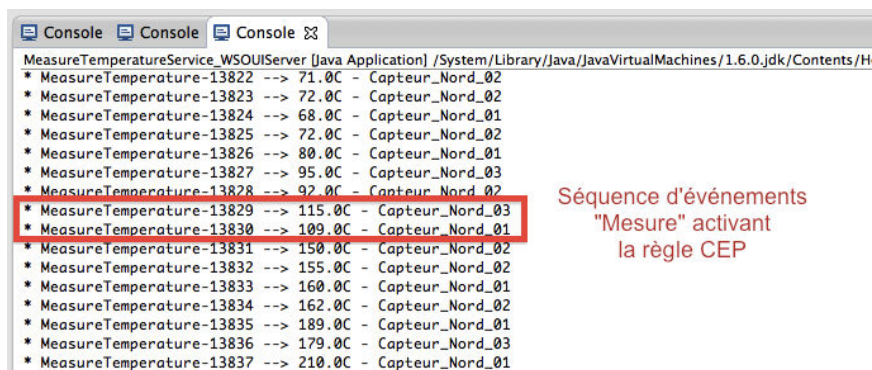 Console Console Console
MeasureTemperatureService_WSOUIServer [Java Application] /System/Library/Java/JavaVirtualMachines/1.6.0.jdk/Contents/H
* MeasureTemperature-13822 --> 71.0C - Capteur_Nord_02
* MeasureTemperature-13823 --> 72.0C - Capteur_Nord_02
* MeasureTemperature-13824 --> 68.0C - Capteur_Nord_01
* MeasureTemperature-13825 --> 72.0C - Capteur_Nord_02
* MeasureTemperature-13826 --> 80.0C - Capteur_Nord_01
* MeasureTemperature-13827 --> 95.0C - Capteur_Nord_03
* MeasureTemperature-13828 --> 92.0C - Capteur_Nord_02
* MeasureTemperature-13829 --> 115.0C - Capteur_Nord_03
* MeasureTemperature-13830 --> 109.0C - Capteur_Nord_01
* MeasureTemperature-13831 --> 150.0C - Capteur_Nord_02
* MeasureTemperature-13832 --> 155.0C - Capteur_Nord_02
* MeasureTemperature-13833 --> 160.0C - Capteur_Nord_01
* MeasureTemperature-13834 --> 162.0C - Capteur_Nord_02
* MeasureTemperature-13835 --> 189.0C - Capteur_Nord_01
* MeasureTemperature-13836 --> 179.0C - Capteur_Nord_03
* MeasureTemperature-13837 --> 210.0C - Capteur_Nord_01
Séquence d'événements
"Mesure" activant
la règle CEP